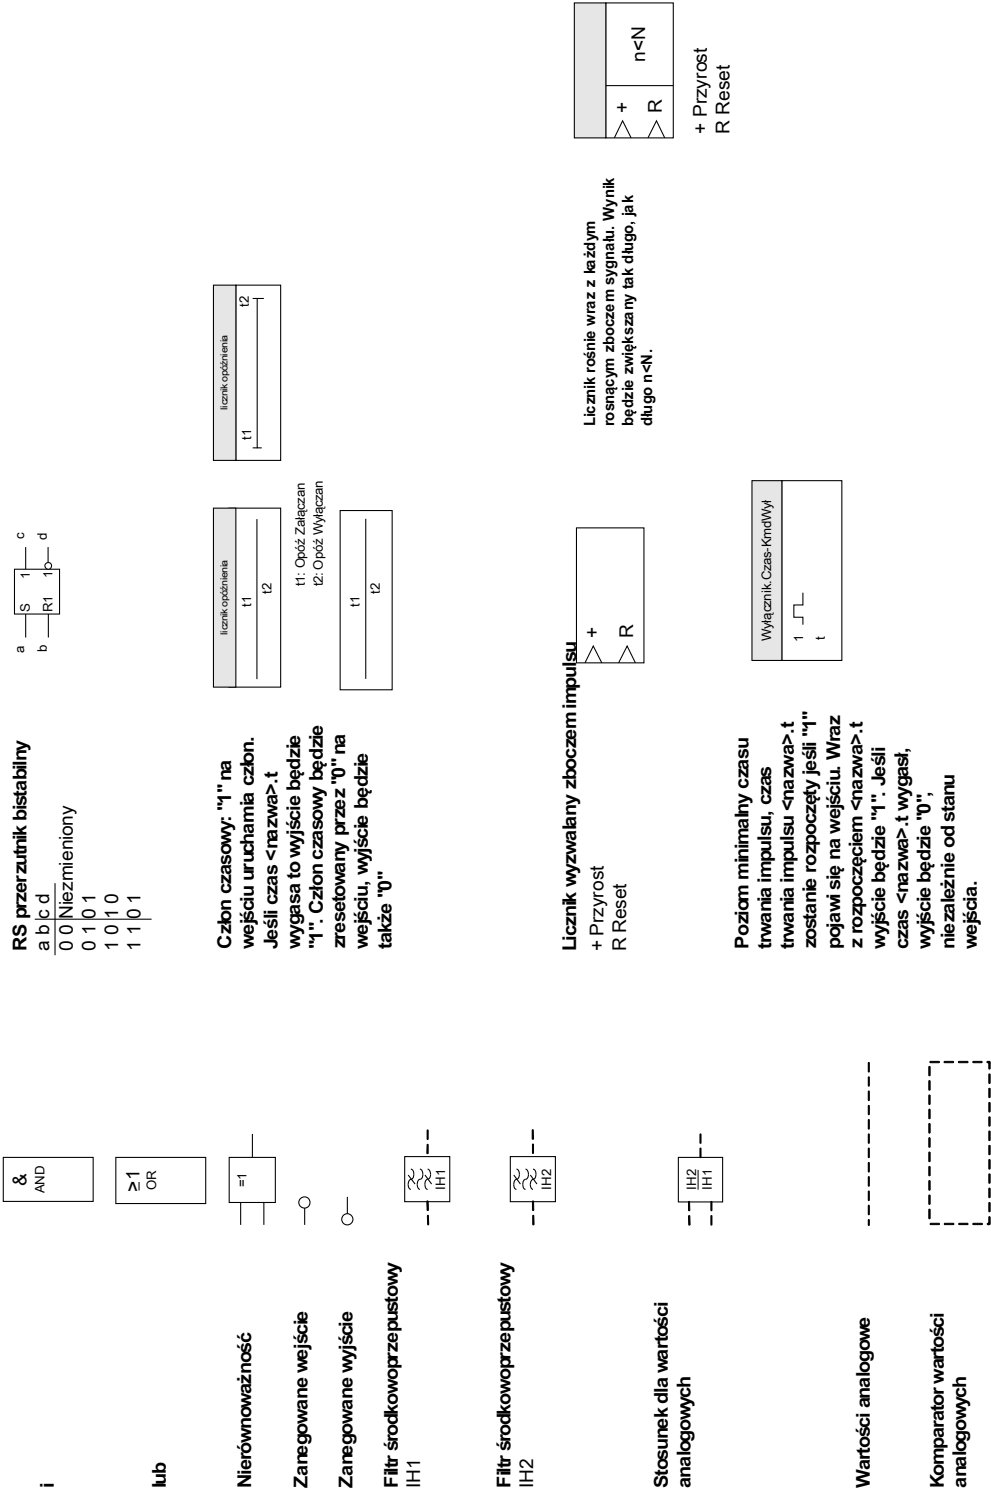 i
&
AND
lub
≥1
OR
Nierównoważność
=1
Zanegowane wejście
Zanegowane wyjście
Filtr środkowoprzepustowy
IH1
IH1
Filtr środkowoprzepustowy
IH2
IH2
Stosunek dla wartości
analogowych
IH2
IH1
Wartości analogowe
Komparator wartości
analogowych
RS przerzutnik bistabilny
a b c d
0 0 Niezmieniony
0 1 0 1
1 0 1 0
1 1 0 1
a S 1 c
b R1 1 d
Człon czasowy: "1" na
wejściu uruchamia człon.
Jeśli czas <nazwa>.t
wygasa to wyjście będzie
"1". Człon czasowy będzie
zresetowany przez "0" na
wejściu, wyjście będzie
także "0"
licznik opóźnienia
t1
t2
licznik opóźnienia
t1 t2
t1: Opóź Załączan
t2: Opóź Wyłączan
t1
t2
Licznik wyzwalany zboczem impulsu
+ Przyrost
R Reset
+
R
Licznik rośnie wraz z każdym
rosnącym zboczem sygnału. Wynik
będzie zwiększany tak długo, jak
długo n<N.
+
R
n<N
+ Przyrost
R Reset
Poziom minimalny czasu
trwania impulsu, czas
trwania impulsu <nazwa>.t
zostanie rozpoczęty jeśli "1"
pojawi się na wejściu. Wraz
z rozpoczęciem <nazwa>.t
wyjście będzie "1". Jeśli
czas <nazwa>.t wygasł,
wyjście będzie "0",
niezależnie od stanu
wejścia.
Wyłącznik.Czas-KmdWył
1
t